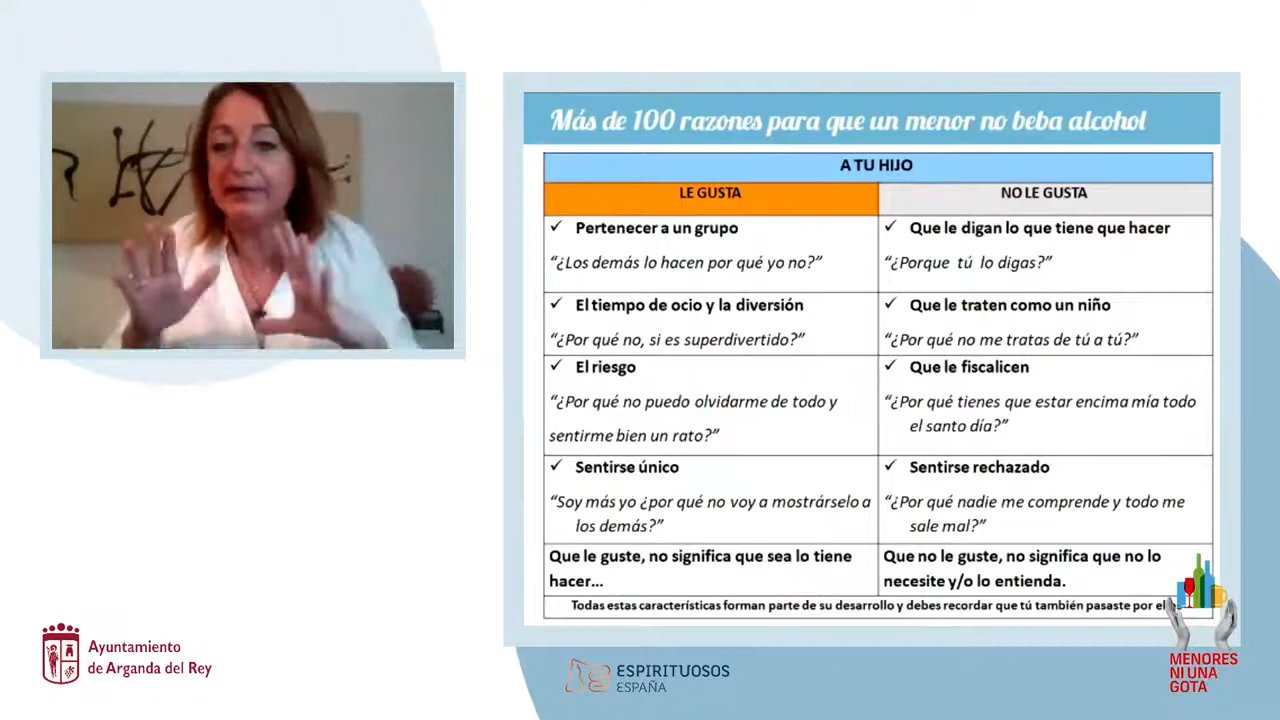 Más de 100 razones para que un menor no beba alcohol
A TU HIJO
LE GUSTA
NO LE GUSTA
✓ Pertenecer a un grupo
"¿Los demás lo hacen por qué yo no?"
✓ Que le digan lo que tiene que hacer
"¿Porque tú lo digas?"
✓ El tiempo de ocio y la diversión
"¿Por qué no, si es superdivertido?"
✓ Que le traten como un niño
"¿Por qué no me tratas de tú a tú?"
✓ El riesgo
"¿Por qué no puedo olvidarme de todo y
sentirme bien un rato?"
✓ Que le fiscalicen
"¿Por qué tienes que estar encima mía todo
el santo día?"
✓ Sentirse único
"Soy más yo ¿por qué no voy a mostrárselo a
los demás?"
✓ Sentirse rechazado
"¿Por qué nadie me comprende y todo me
sale mal?"
Que le guste, no significa que sea lo tiene
hacer...
Que no le guste, no significa que no lo
necesite y/o lo entienda.
Todas estas características forman parte de su desarrollo y debes recordar que tú también pasaste por
Ayuntamiento
de Arganda del Rey
ESPIRITUOSOS
ESPAÑA
MENORES
NI UNA
GOTA